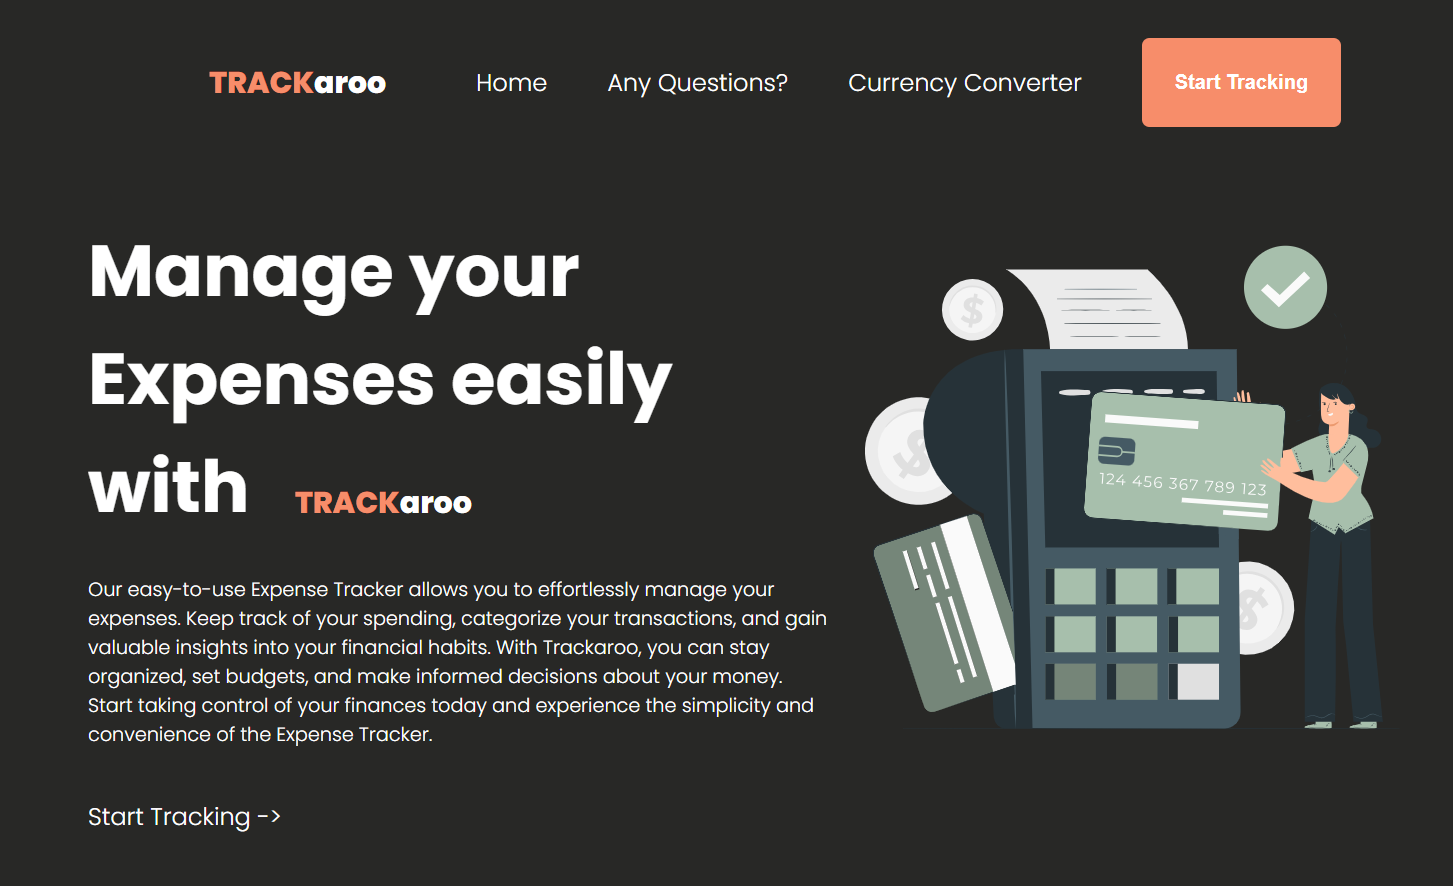 TRACKaroo Home Any Questions? Currency Converter Start Tracking
Manage your
Expenses easily
with TRACKaroo
Our easy-to-use Expense Tracker allows you to effortlessly manage your
expenses. Keep track of your spending, categorize your transactions, and gain
valuable insights into your financial habits. With Trackaroo, you can stay
organized, set budgets, and make informed decisions about your money.
Start taking control of your finances today and experience the simplicity and
convenience of the Expense Tracker.
Start Tracking ->
$
$
124 456 367 789 123
$